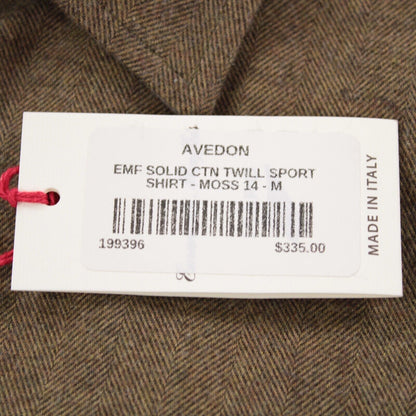 AVEDON
EMF SOLID CTN TWILL SPORT
SHIRT - MOSS 14 - M
199396 $335.00
MADE IN ITALY